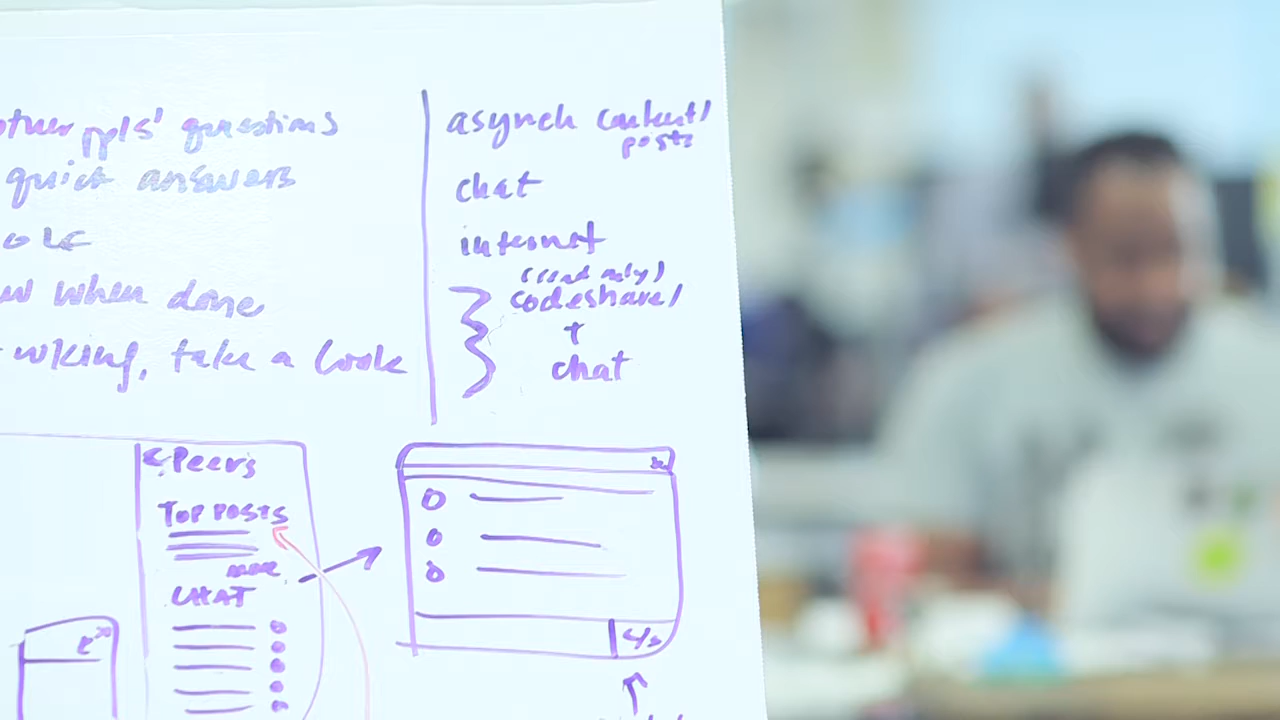 other ppls' questions
quick answers
when done
wking, take a look
asynch content/
posts
chat
internet
(read only)
codeshare/
+
chat
< Peers
TOP POSTS
more
CHAT
x